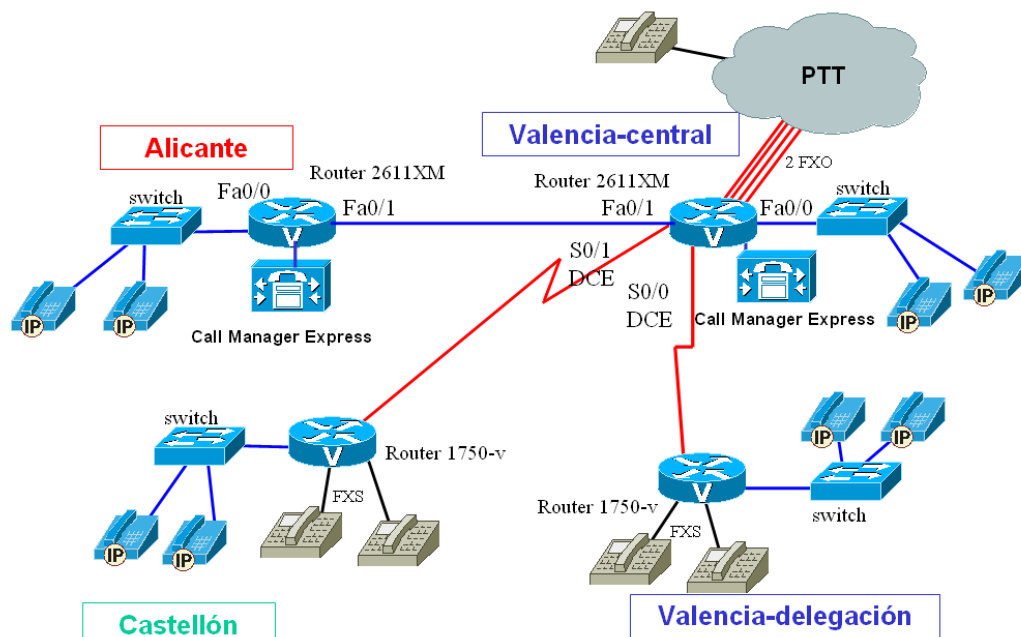 PTT
Valencia-central
Alicante
2 FXO
Router 2611XM
Router 2611XM
switch
switch
Fa0/0
Fa0/1
Fa0/1
Fa0/0
V
V
S0/1
DCE
S0/0
DCE
IP
IP
IP
IP
Call Manager Express
Call Manager Express
switch
Router 1750-v
V
IP
IP
FXS
IP
IP
V
Router 1750-v
FXS
switch
IP
IP
Castellón
Valencia-delegación